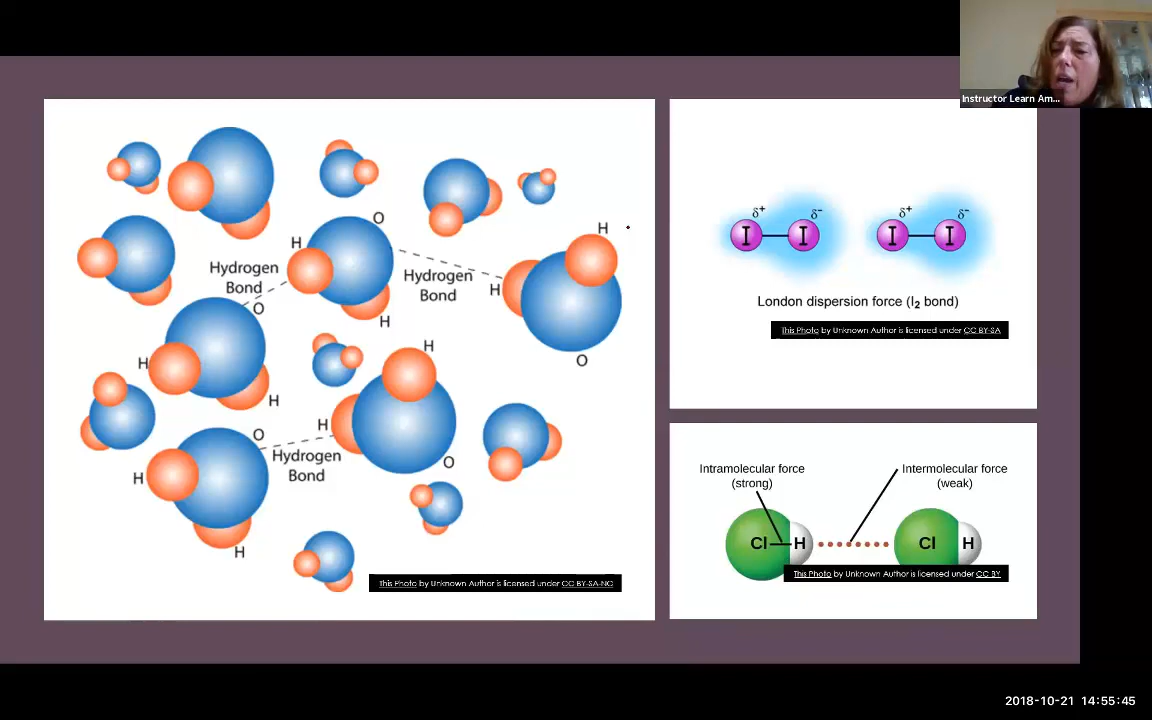 Instructor Learn Am...
O
H
H
Hydrogen
Bond
Hydrogen
Bond
H
H
O
H
O
H
H
H
O
Hydrogen
Bond
H
O
H
H
This Photo by Unknown Author is licensed under CC BY-SA-NC
δ+
δ-
δ+
δ-
I
I
I
I
London dispersion force (I2 bond)
This Photo by Unknown Author is licensed under CC BY-SA
Intramolecular force
(strong)
Intermolecular force
(weak)
Cl
H
Cl
H
This Photo by Unknown Author is licensed under CC BY
2018-10-21 14:55:45